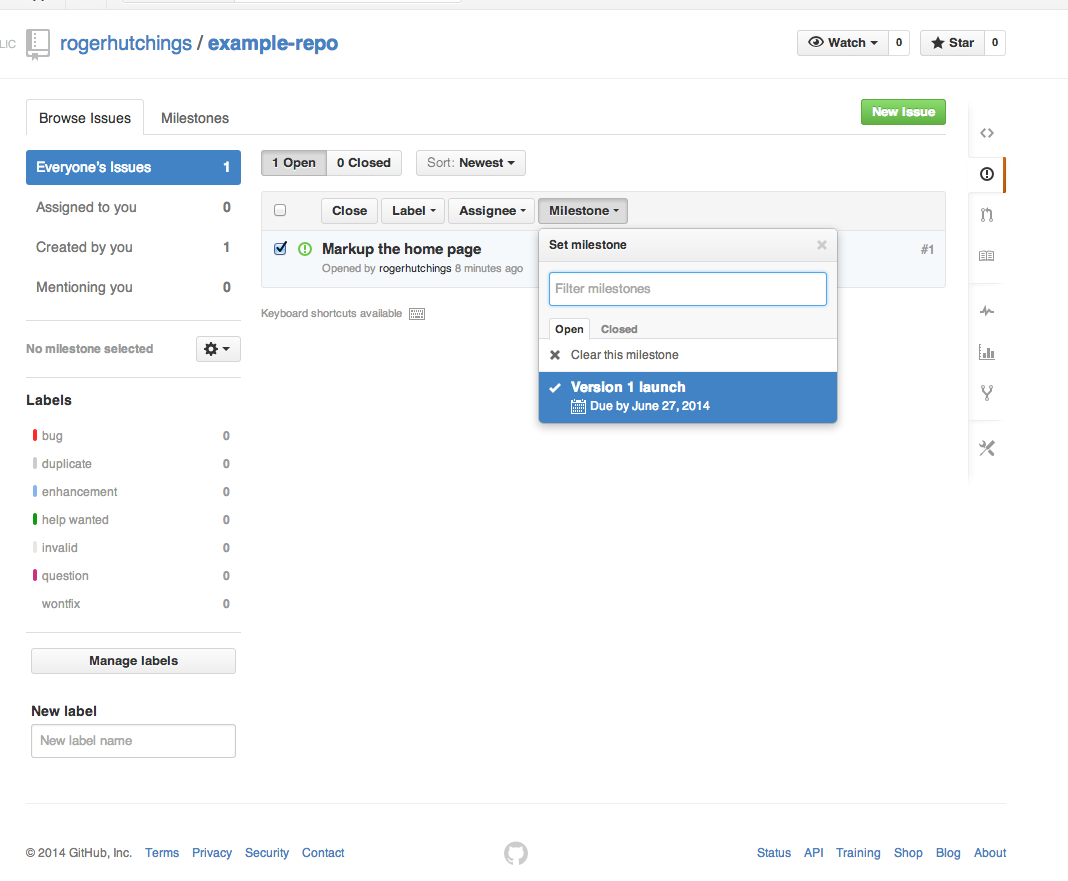 LIC
rogerhutchings / example-repo
Watch 0
Star 0
Browse Issues
Milestones
New Issue
Everyone's Issues 1
Assigned to you 0
Created by you 1
Mentioning you 0
No milestone selected
Labels
bug 0
duplicate 0
enhancement 0
help wanted 0
invalid 0
question 0
wontfix 0
Manage labels
New label
New label name
1 Open 0 Closed
Sort: Newest
Close Label Assignee Milestone
Markup the home page #1
Opened by rogerhutchings 8 minutes ago
Keyboard shortcuts available
Set milestone
Filter milestones
Open Closed
Clear this milestone
Version 1 launch
Due by June 27, 2014
© 2014 GitHub, Inc. Terms Privacy Security Contact
Status API Training Shop Blog About